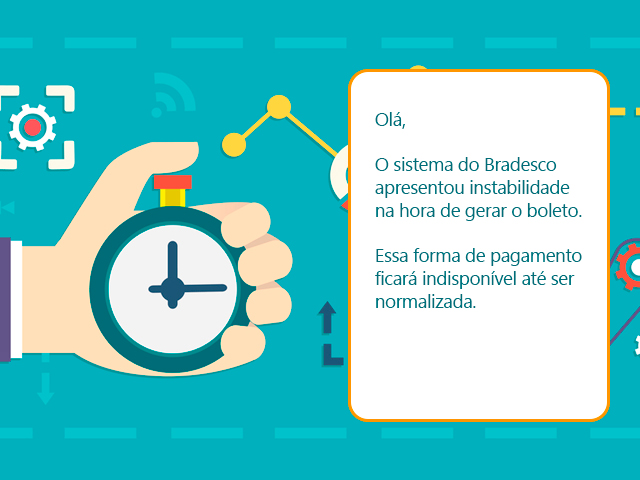 Olá,
O sistema do Bradesco
apresentou instabilidade
na hora de gerar o boleto.
Essa forma de pagamento
ficará indisponível até ser
normalizada.